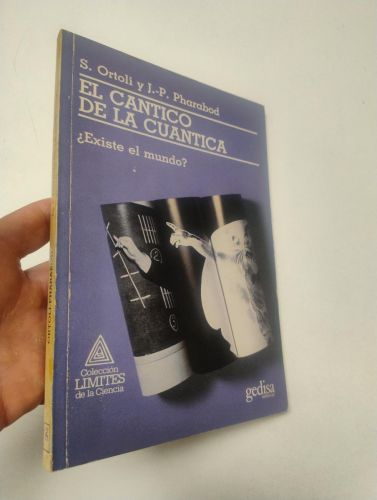 S. Ortoli y J.-P. Pharabod
EL CANTICO
DE LA CUANTICA
¿Existe el mundo?
Colección
LIMITES
de la Ciencia
gedisa